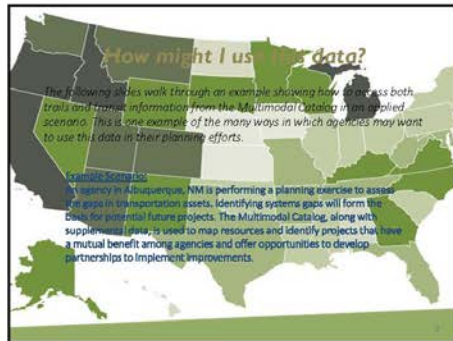 How might I use this data?
The following slides walk through an example showing how to access both
trails and transit information from the Multimodal Catalog in an applied
scenario. This is one example of the many ways in which agencies may want
to use this data in their planning efforts.
Example Scenario:
An agency in Albuquerque, NM is performing a planning exercise to assess
the gaps in transportation assets. Identifying systems gaps will form the
basis for potential future projects. The Multimodal Catalog, along with
supplemental data, is used to map resources and identify projects that have
a mutual benefit among agencies and offer opportunities to develop
partnerships to implement improvements.